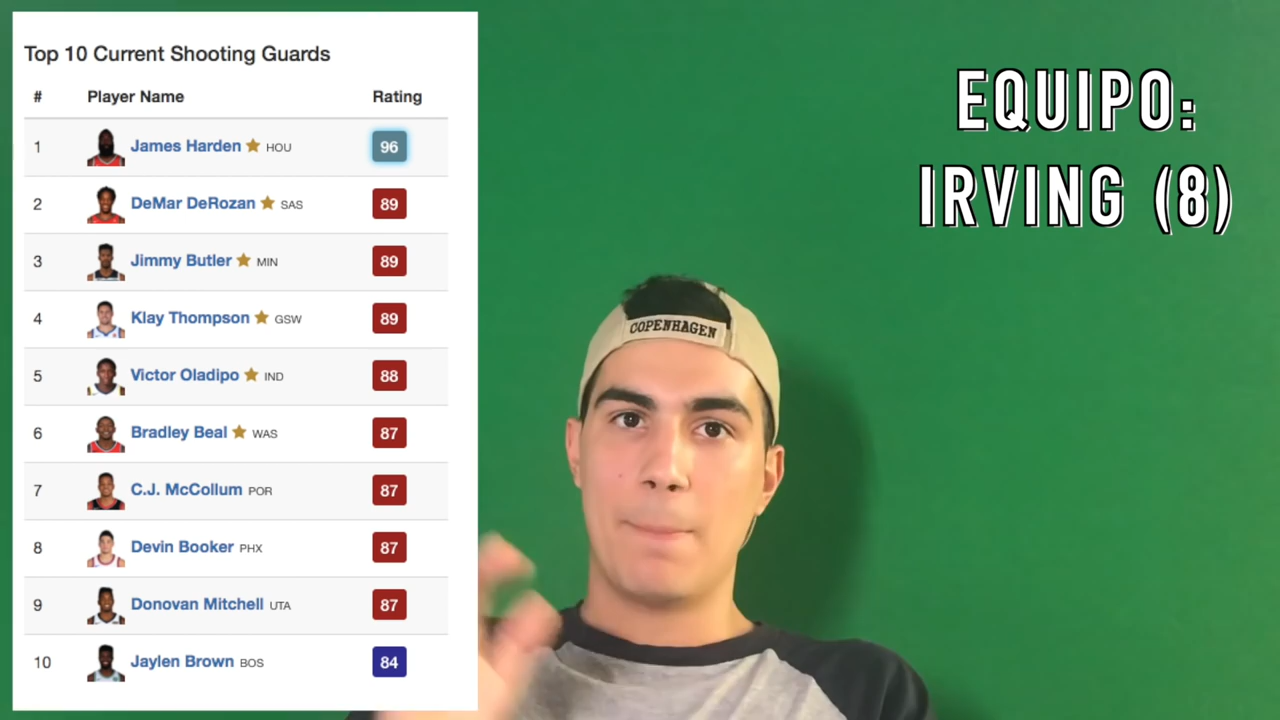 Top 10 Current Shooting Guards
# Player Name Rating
1 James Harden HOU 96
2 DeMar DeRozan SAS 89
3 Jimmy Butler MIN 89
4 Klay Thompson GSW 89
5 Victor Oladipo IND 88
6 Bradley Beal WAS 87
7 C.J. McCollum POR 87
8 Devin Booker PHX 87
9 Donovan Mitchell UTA 87
10 Jaylen Brown BOS 84
EQUIPO:
IRVING (8)
COPENHAGEN